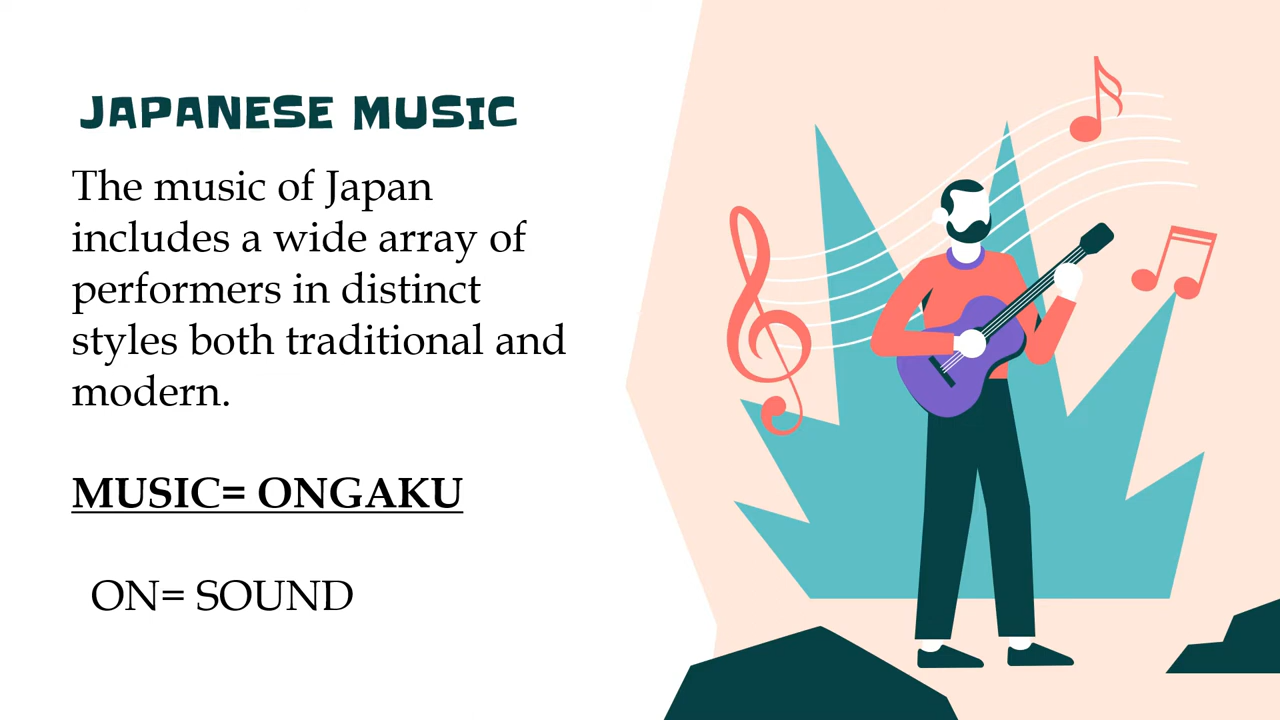 JAPANESE MUSIC
The music of Japan
includes a wide array of
performers in distinct
styles both traditional and
modern.
MUSIC= ONGAKU
ON= SOUND